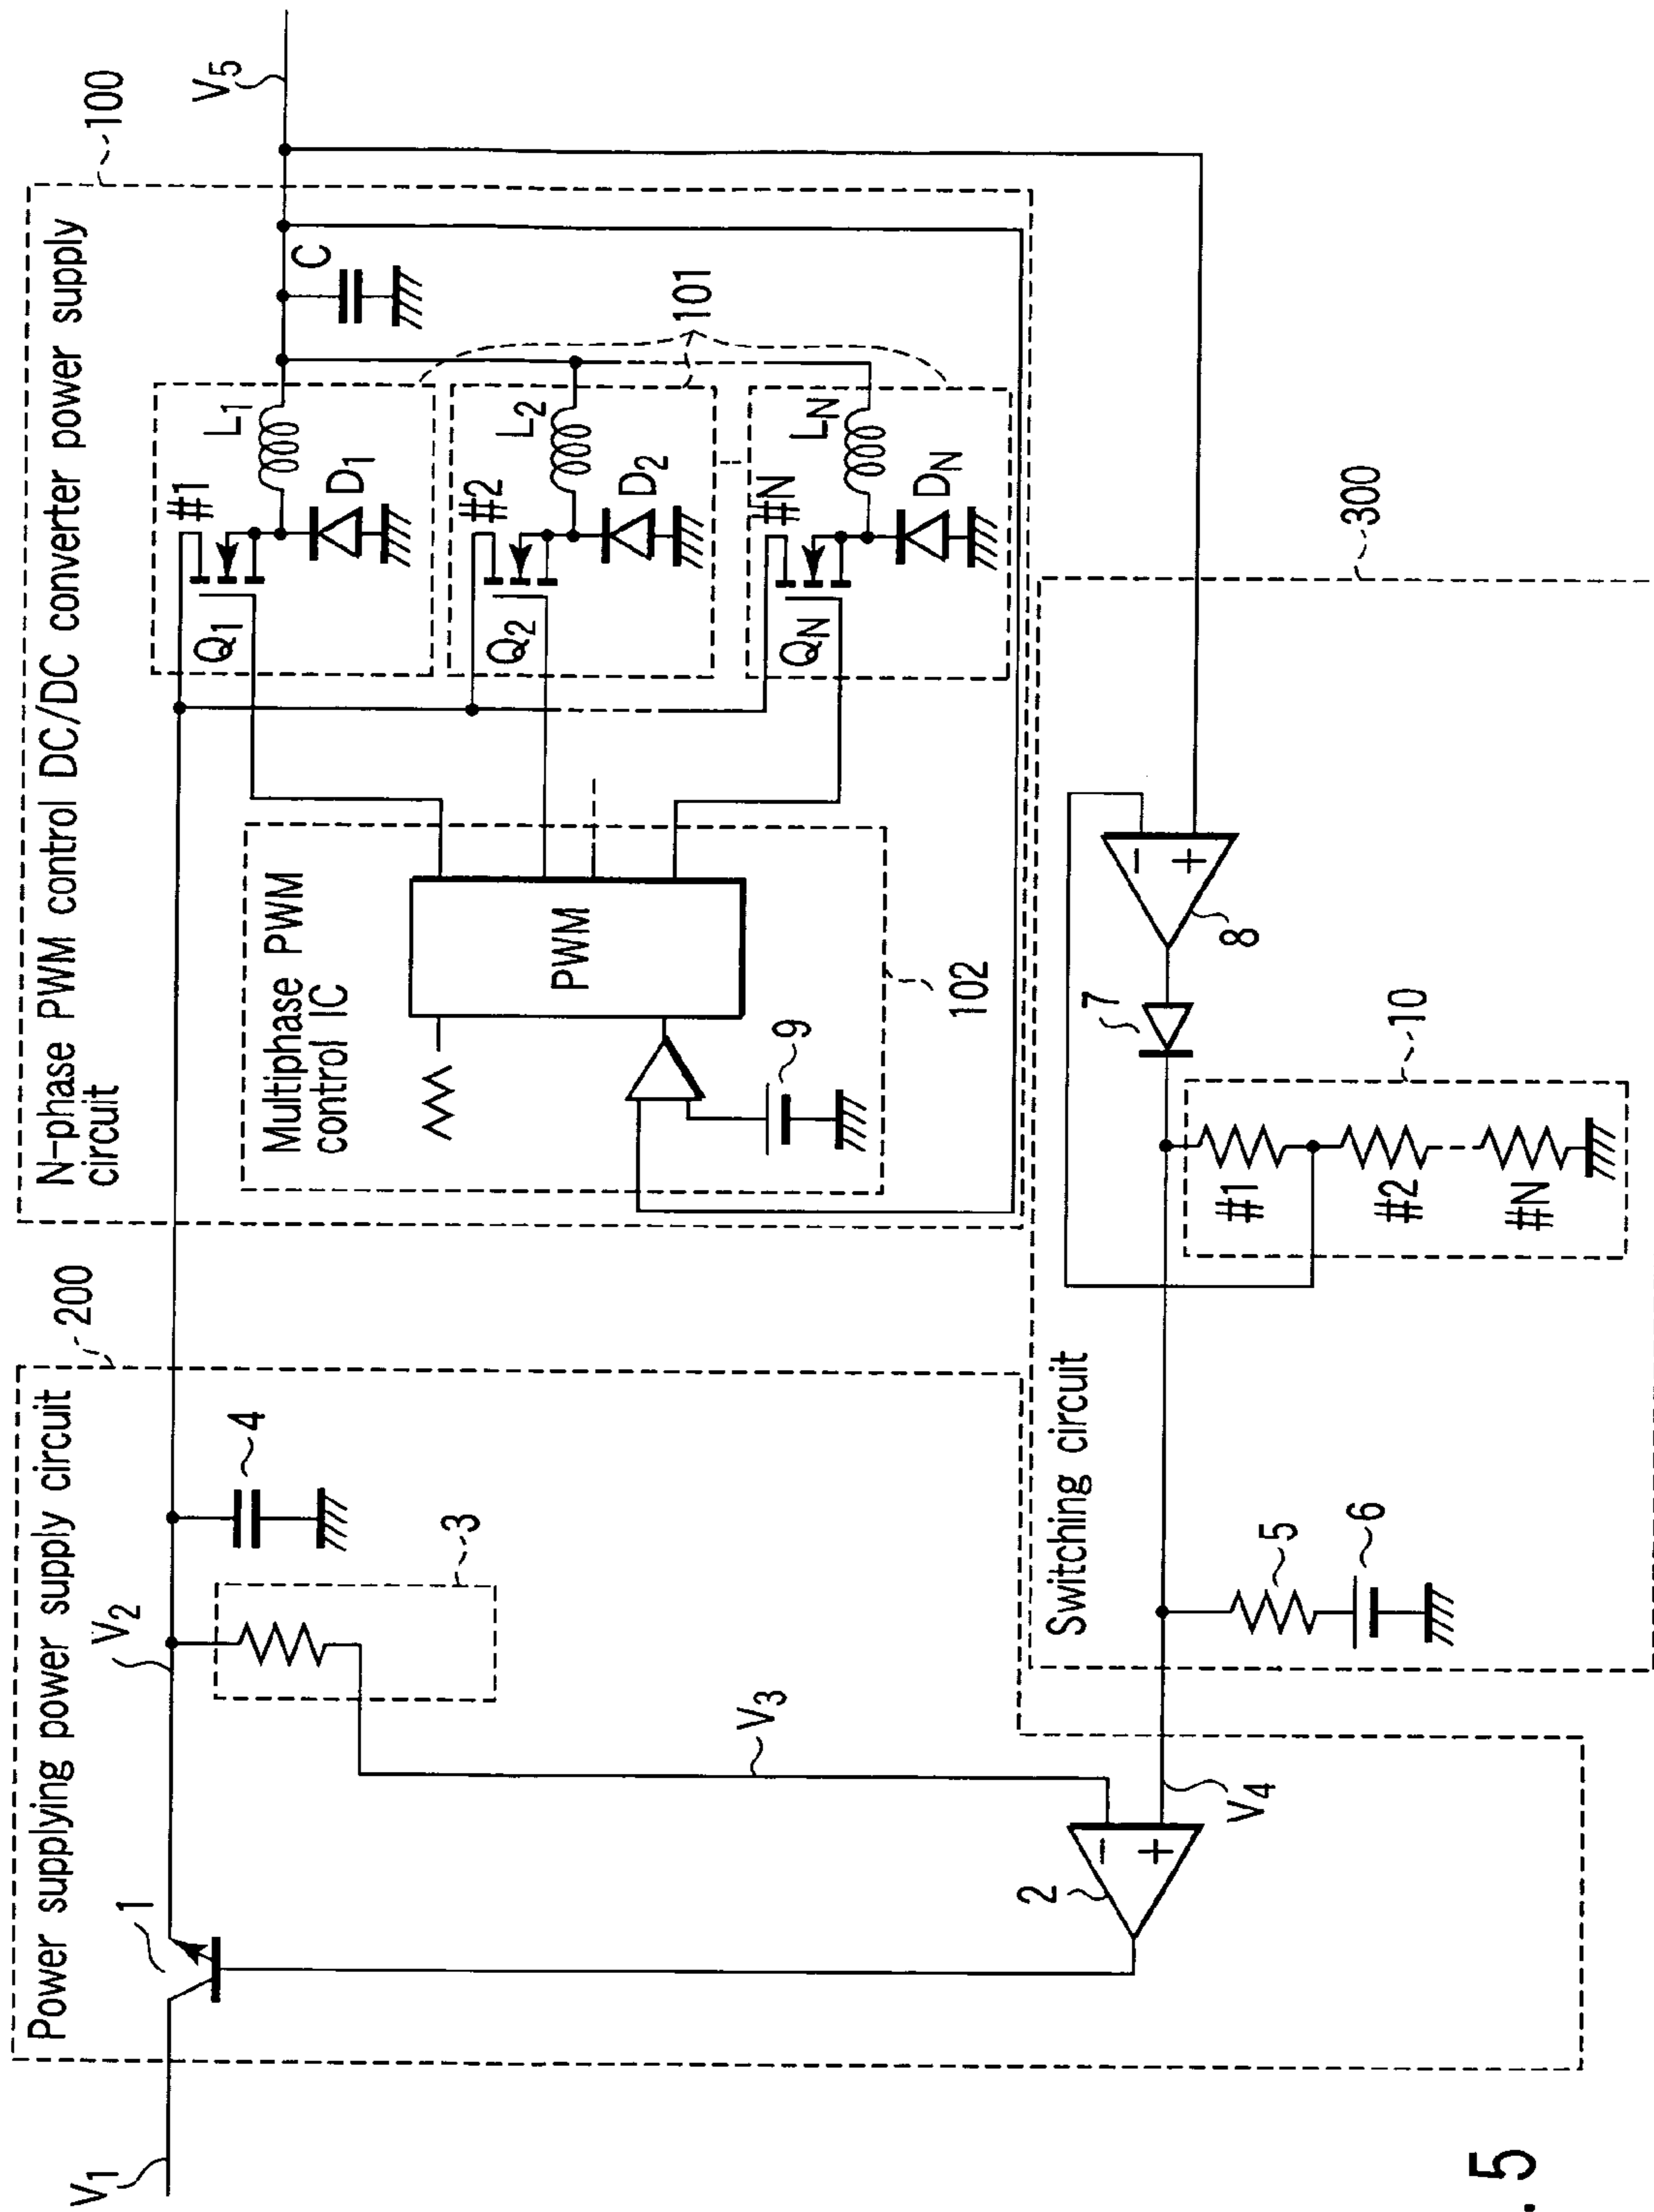 N-phase PWM control DC/DC converter power supply
circuit
100
V5
C
101
#1
L1
Q1
D1
#2
L2
Q2
D2
#N
LN
QN
DN
Multiphase PWM
control IC
PWM
9
102
Power supplying power supply circuit
200
V1
1
V2
3
4
V3
2
V4
Switching circuit
300
5
6
7
8
10
#1
#2
#N
. 5